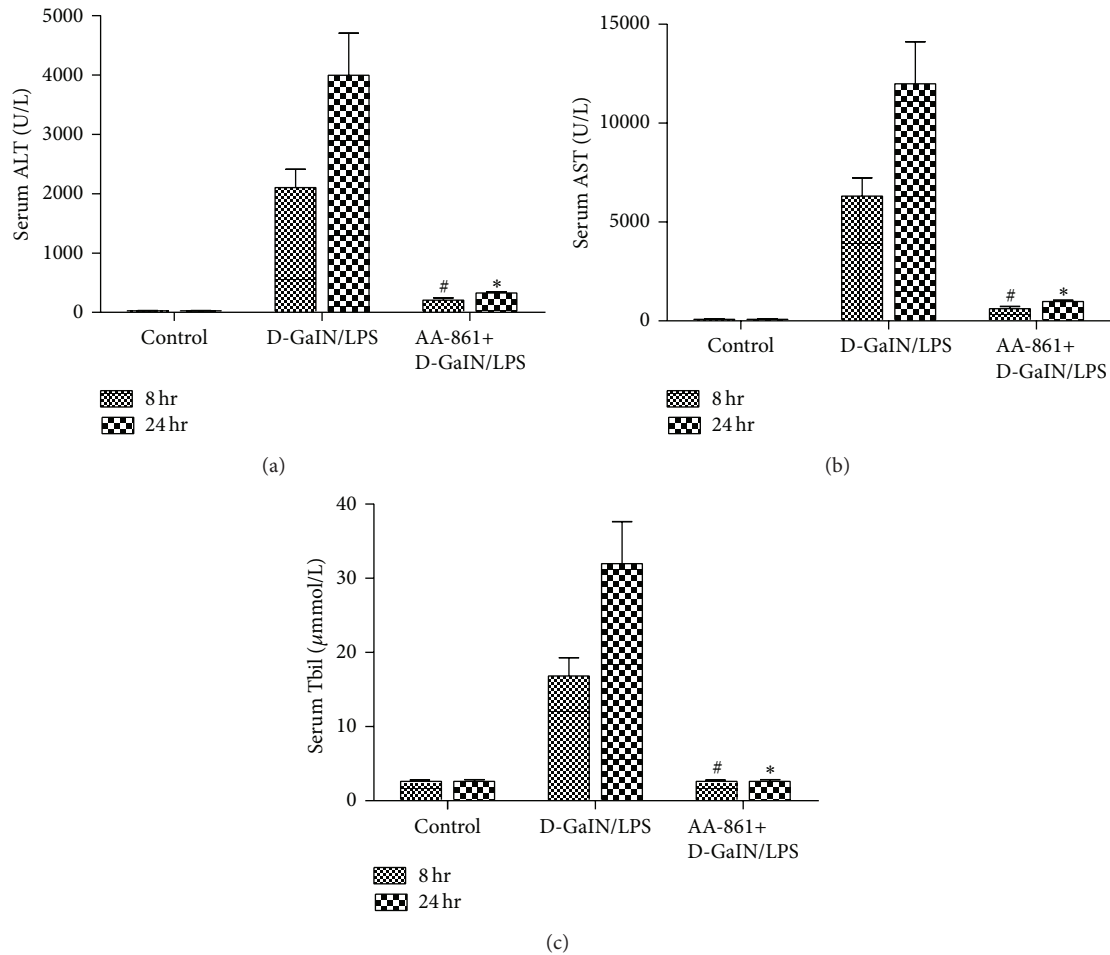 5000
4000
3000
2000
1000
0
Serum ALT (U/L)
#
*
Control
D-GaIN/LPS
AA-861+
D-GaIN/LPS
8 hr
24 hr
(a)
15000
10000
5000
0
Serum AST (U/L)
#
*
Control
D-GaIN/LPS
AA-861+
D-GaIN/LPS
8 hr
24 hr
(b)
40
30
20
10
0
Serum Tbil (μmmol/L)
#
*
Control
D-GaIN/LPS
AA-861+
D-GaIN/LPS
8 hr
24 hr
(c)